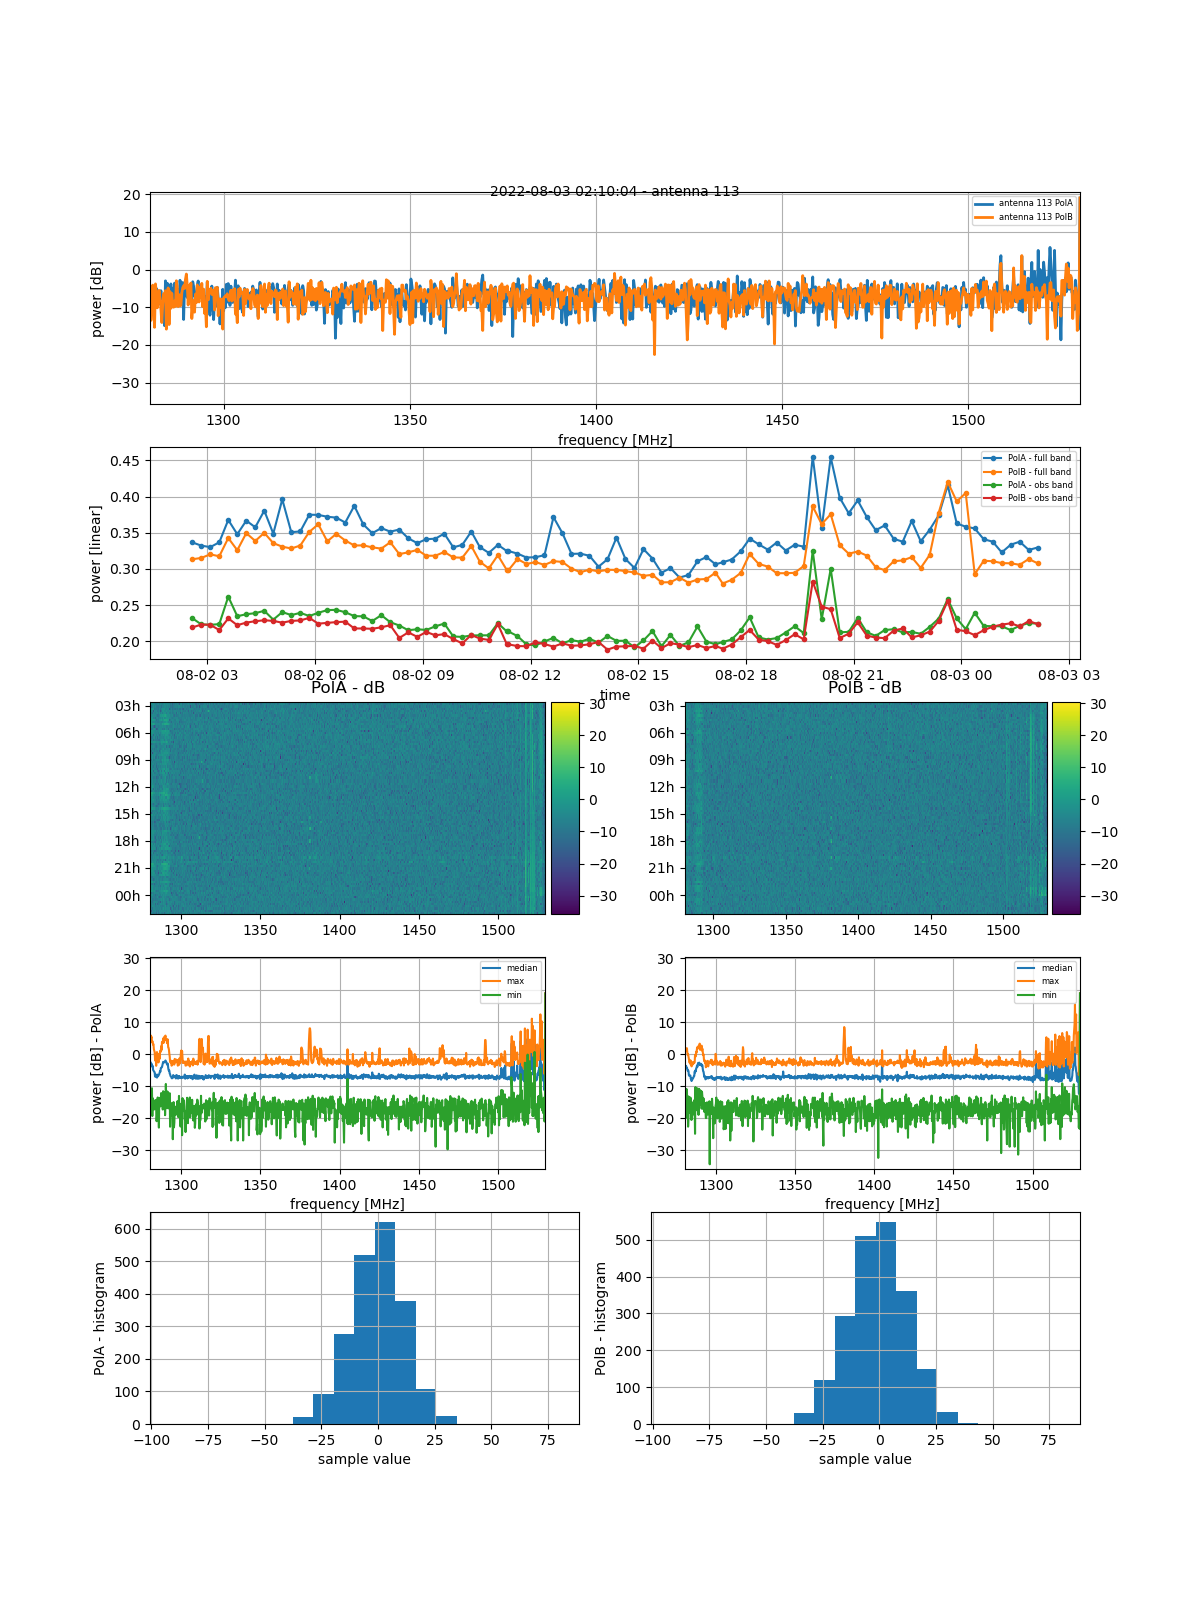 2022-08-03 02:10:04 - antenna 113
20
10
0
−10
−20
−30
power [dB]
antenna 113 PolA
antenna 113 PolB
1300 1350 1400 1450 1500
frequency [MHz]
0.45
0.40
0.35
0.30
0.25
0.20
power [linear]
PolA - full band
PolB - full band
PolA - obs band
PolB - obs band
08-02 03 08-02 06 08-02 09 08-02 12 08-02 15 08-02 18 08-02 21 08-03 00 08-03 03
time
PolA - dB
03h
06h
09h
12h
15h
18h
21h
00h
1300 1350 1400 1450 1500
30
20
10
0
−10
−20
−30
PolB - dB
03h
06h
09h
12h
15h
18h
21h
00h
1300 1350 1400 1450 1500
30
20
10
0
−10
−20
−30
30
20
10
0
−10
−20
−30
power [dB] - PolA
median
max
min
1300 1350 1400 1450 1500
frequency [MHz]
30
20
10
0
−10
−20
−30
power [dB] - PolB
median
max
min
1300 1350 1400 1450 1500
frequency [MHz]
600
500
400
300
200
100
0
PolA - histogram
−100 −75 −50 −25 0 25 50 75
sample value
500
400
300
200
100
0
PolB - histogram
−100 −75 −50 −25 0 25 50 75
sample value